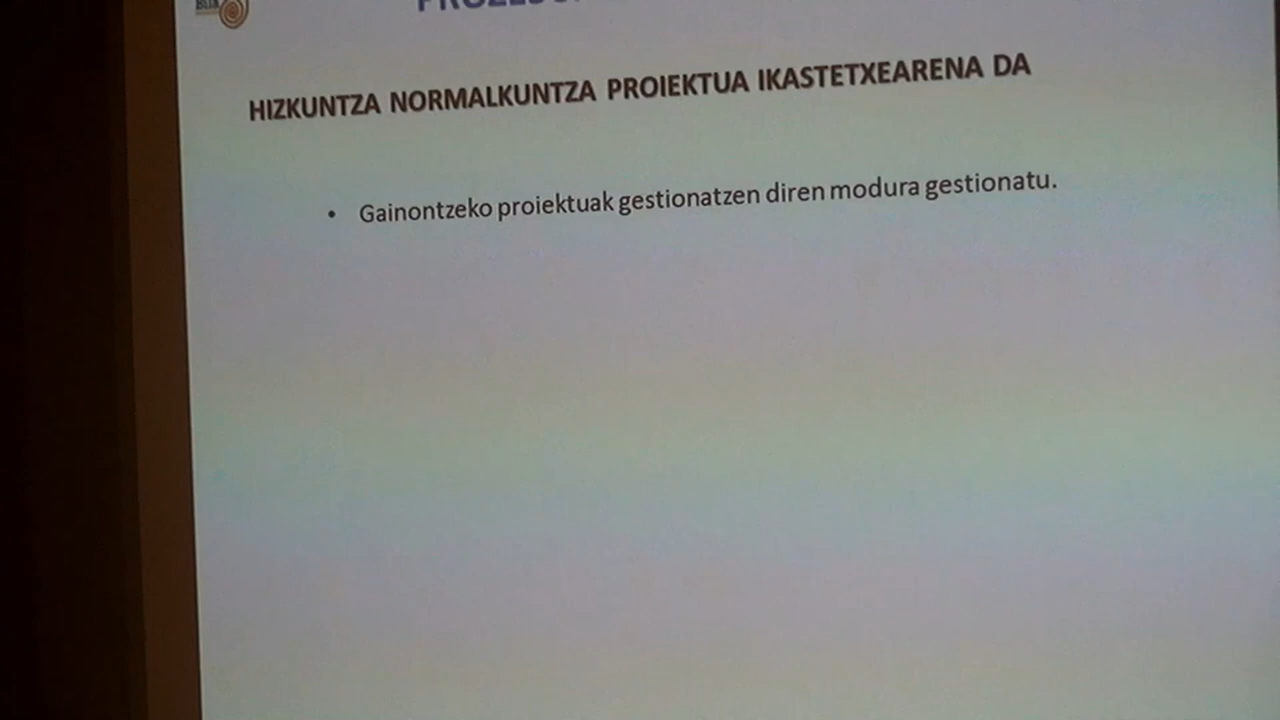 HIZKUNTZA NORMALKUNTZA PROIEKTUA IKASTETXEARENA DA
• Gainontzeko proiektuak gestionatzen diren modura gestionatu.